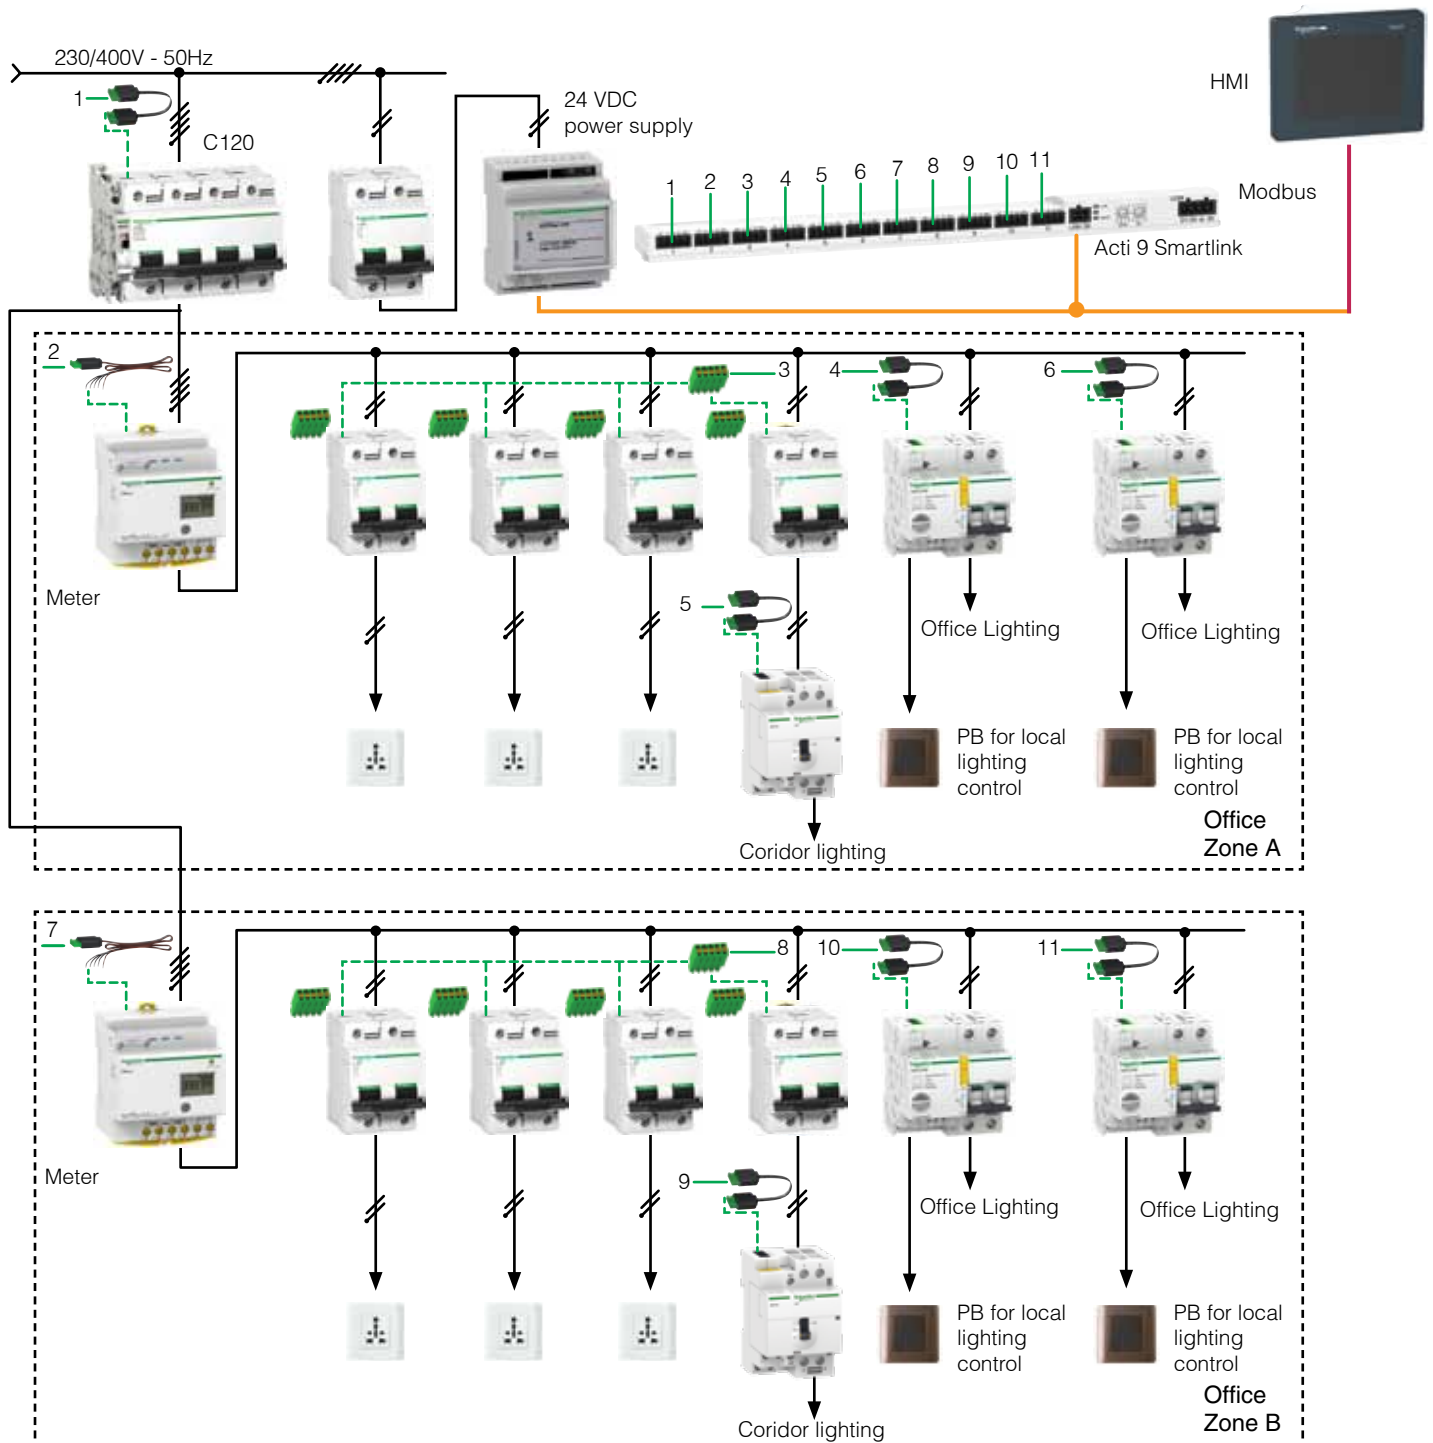 230/400V - 50Hz
1
C120
24 VDC
power supply
HMI
1 2 3 4 5 6 7 8 9 10 11
Modbus
Acti 9 Smartlink
2
3
4
6
Meter
5
Office Lighting
Office Lighting
PB for local
lighting
control
PB for local
lighting
control
Coridor lighting
Office
Zone A
7
8
10
11
Meter
9
Office Lighting
Office Lighting
PB for local
lighting
control
PB for local
lighting
control
Coridor lighting
Office
Zone B